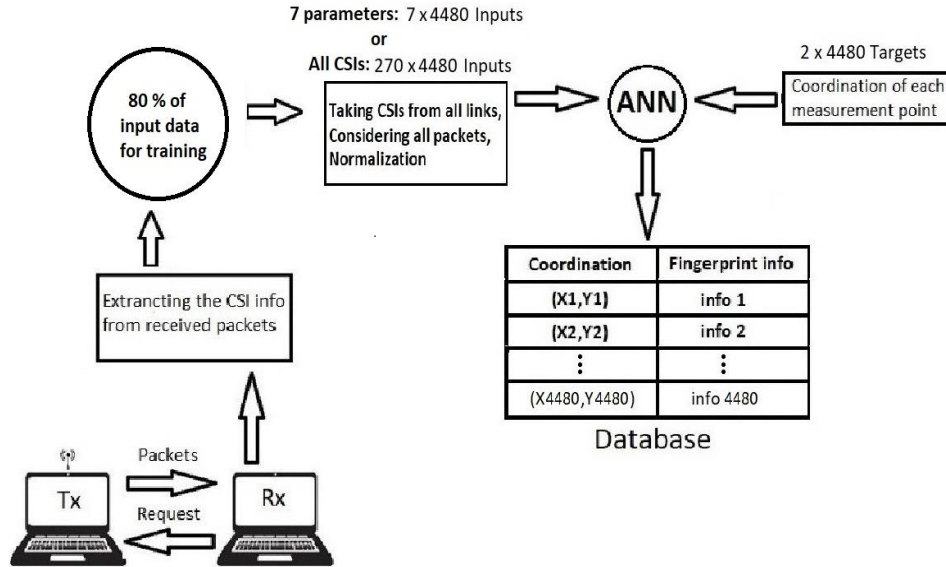 7 parameters: 7 x 4480 Inputs
or
All CSIs: 270 x 4480 Inputs
2 x 4480 Targets
80 % of
input data
for training
Taking CSIs from all links,
Considering all packets,
Normalization
ANN
Coordination of each
measurement point
Extrancting the CSI info
from received packets
Coordination Fingerprint info
(X1,Y1) info 1
(X2,Y2) info 2
⋮ ⋮
(X4480,Y4480) info 4480
Database
Packets
Tx
Rx
Request